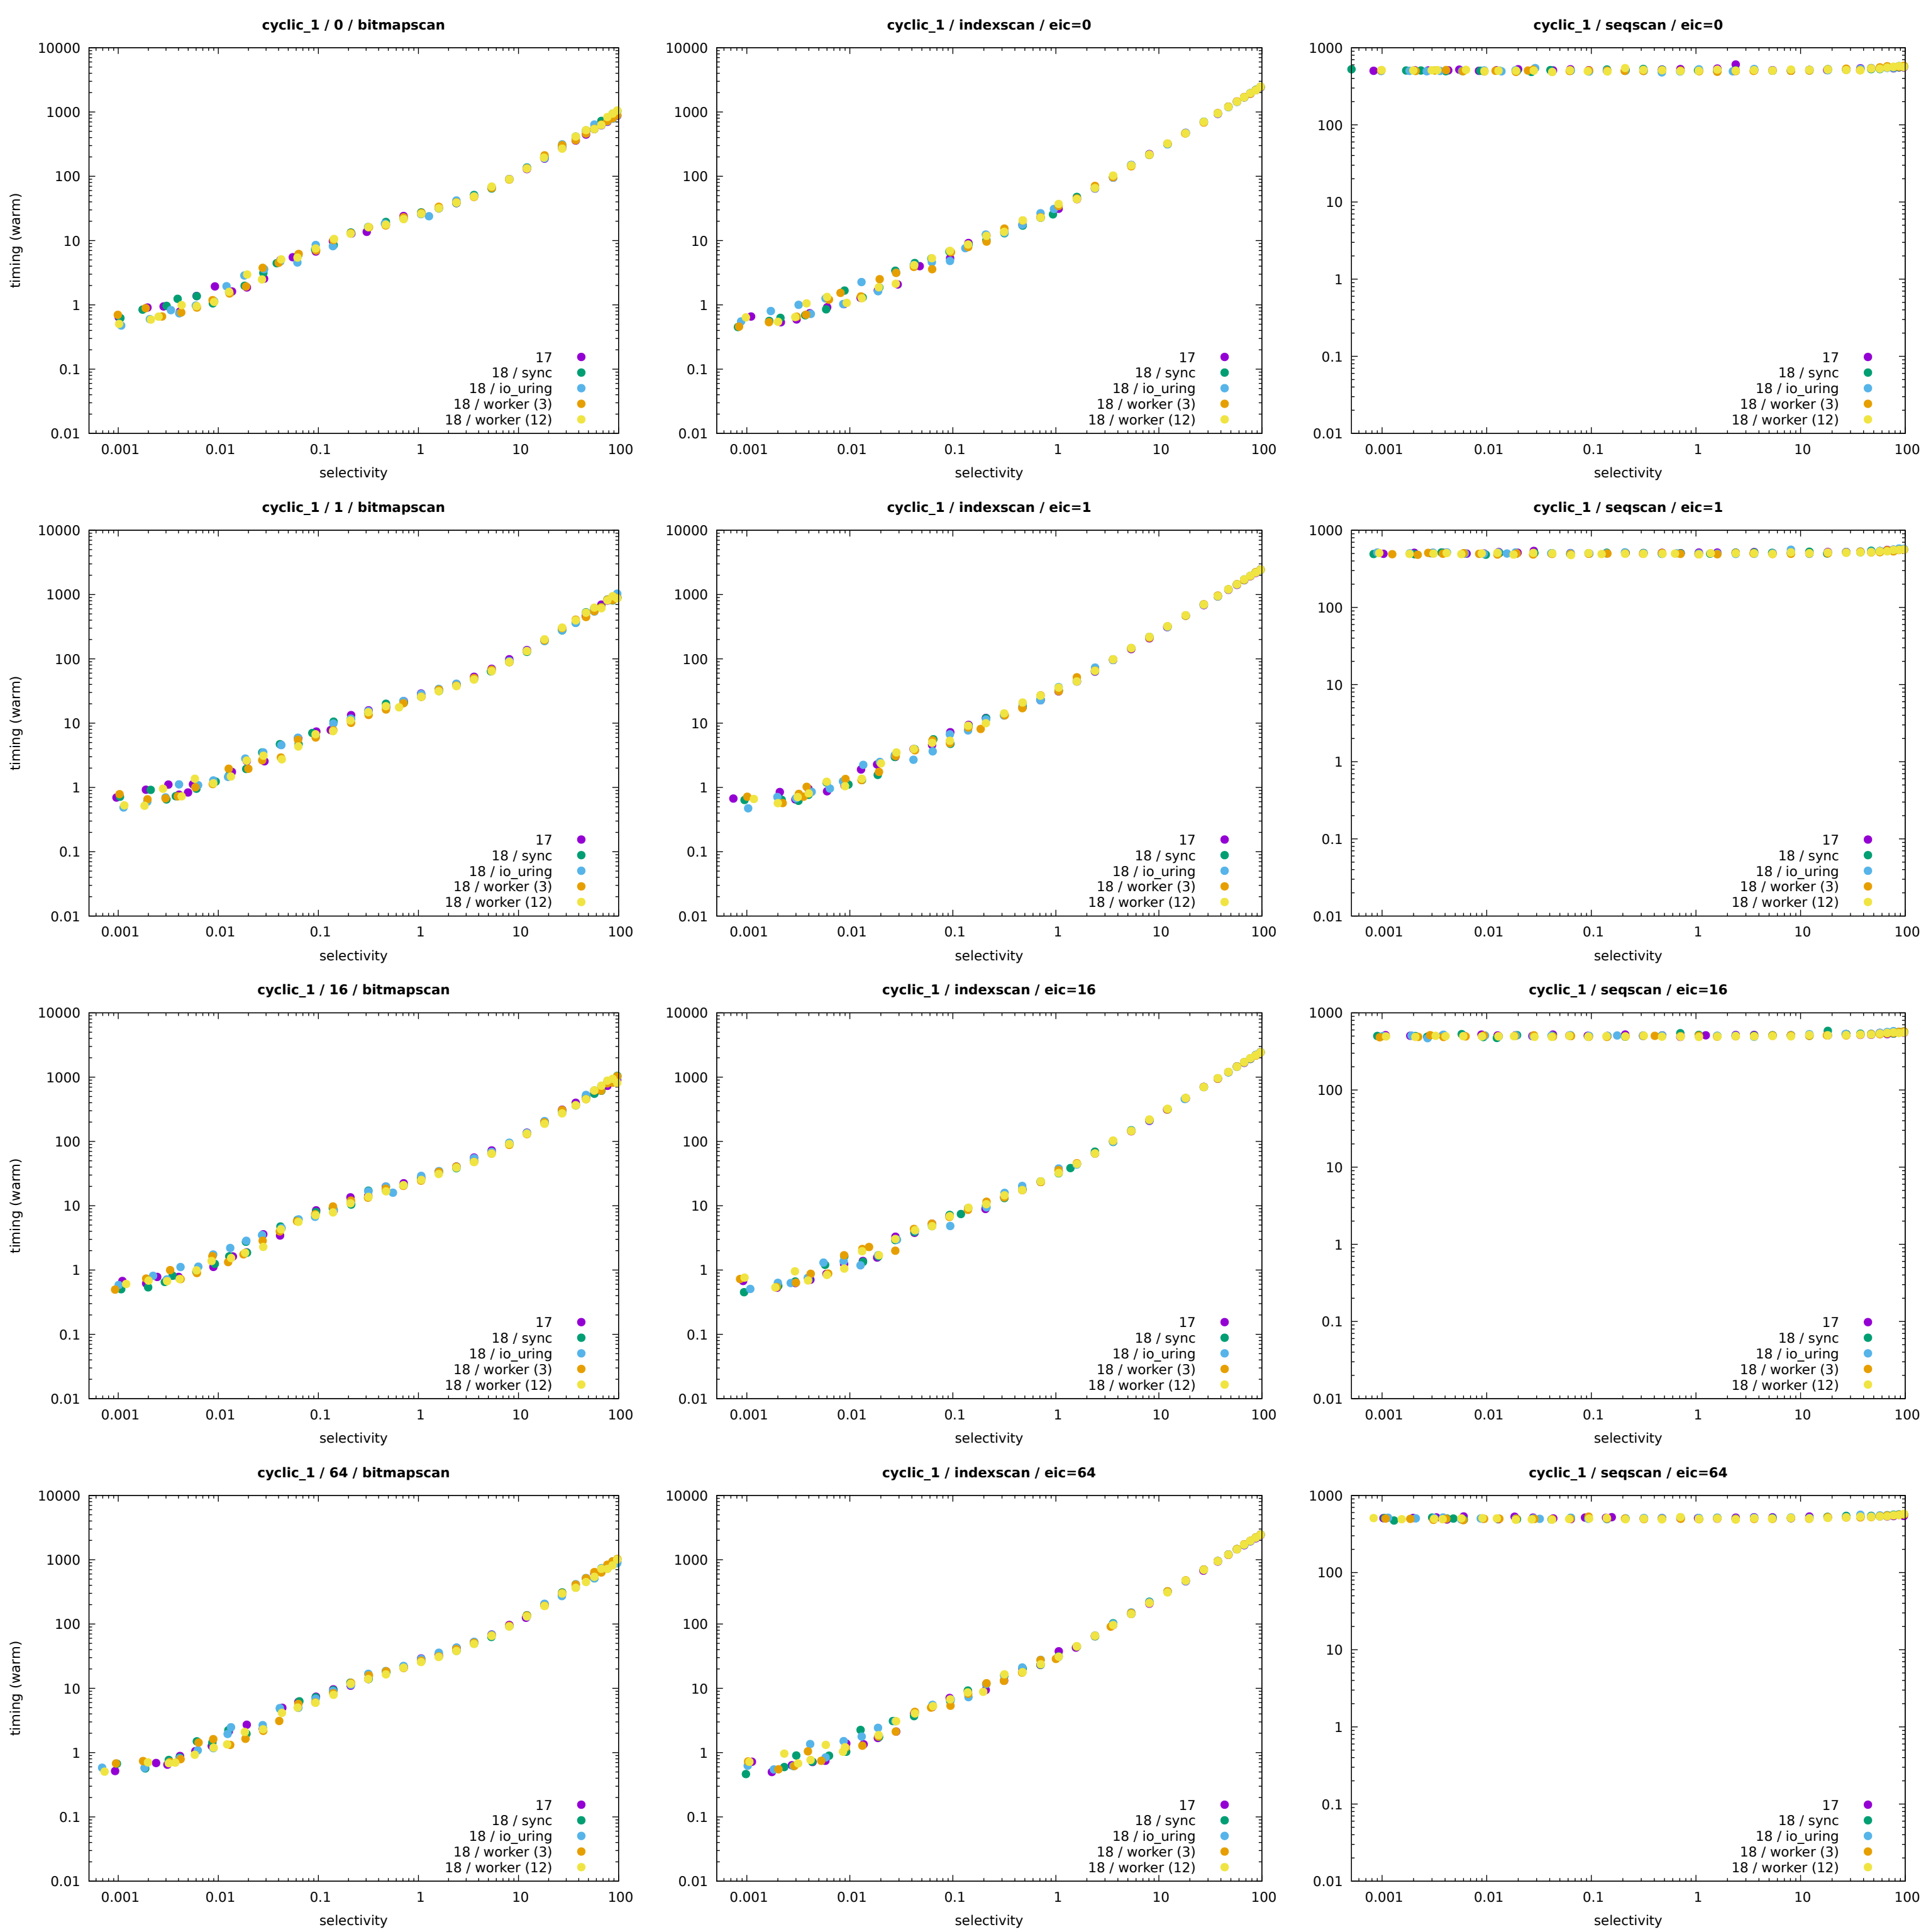 cyclic_1 / 0 / bitmapscan
10000
1000
100
10
1
0.1
0.01
timing (warm)
17
18 / sync
18 / io_uring
18 / worker (3)
18 / worker (12)
0.001 0.01 0.1 1 10 100
selectivity
cyclic_1 / indexscan / eic=0
10000
1000
100
10
1
0.1
0.01
17
18 / sync
18 / io_uring
18 / worker (3)
18 / worker (12)
0.001 0.01 0.1 1 10 100
selectivity
cyclic_1 / seqscan / eic=0
1000
100
10
1
0.1
0.01
17
18 / sync
18 / io_uring
18 / worker (3)
18 / worker (12)
0.001 0.01 0.1 1 10 100
selectivity
cyclic_1 / 1 / bitmapscan
10000
1000
100
10
1
0.1
0.01
timing (warm)
17
18 / sync
18 / io_uring
18 / worker (3)
18 / worker (12)
0.001 0.01 0.1 1 10 100
selectivity
cyclic_1 / indexscan / eic=1
10000
1000
100
10
1
0.1
0.01
17
18 / sync
18 / io_uring
18 / worker (3)
18 / worker (12)
0.001 0.01 0.1 1 10 100
selectivity
cyclic_1 / seqscan / eic=1
1000
100
10
1
0.1
0.01
17
18 / sync
18 / io_uring
18 / worker (3)
18 / worker (12)
0.001 0.01 0.1 1 10 100
selectivity
cyclic_1 / 16 / bitmapscan
10000
1000
100
10
1
0.1
0.01
timing (warm)
17
18 / sync
18 / io_uring
18 / worker (3)
18 / worker (12)
0.001 0.01 0.1 1 10 100
selectivity
cyclic_1 / indexscan / eic=16
10000
1000
100
10
1
0.1
0.01
17
18 / sync
18 / io_uring
18 / worker (3)
18 / worker (12)
0.001 0.01 0.1 1 10 100
selectivity
cyclic_1 / seqscan / eic=16
1000
100
10
1
0.1
0.01
17
18 / sync
18 / io_uring
18 / worker (3)
18 / worker (12)
0.001 0.01 0.1 1 10 100
selectivity
cyclic_1 / 64 / bitmapscan
10000
1000
100
10
1
0.1
0.01
timing (warm)
17
18 / sync
18 / io_uring
18 / worker (3)
18 / worker (12)
0.001 0.01 0.1 1 10 100
selectivity
cyclic_1 / indexscan / eic=64
10000
1000
100
10
1
0.1
0.01
17
18 / sync
18 / io_uring
18 / worker (3)
18 / worker (12)
0.001 0.01 0.1 1 10 100
selectivity
cyclic_1 / seqscan / eic=64
1000
100
10
1
0.1
0.01
17
18 / sync
18 / io_uring
18 / worker (3)
18 / worker (12)
0.001 0.01 0.1 1 10 100
selectivity